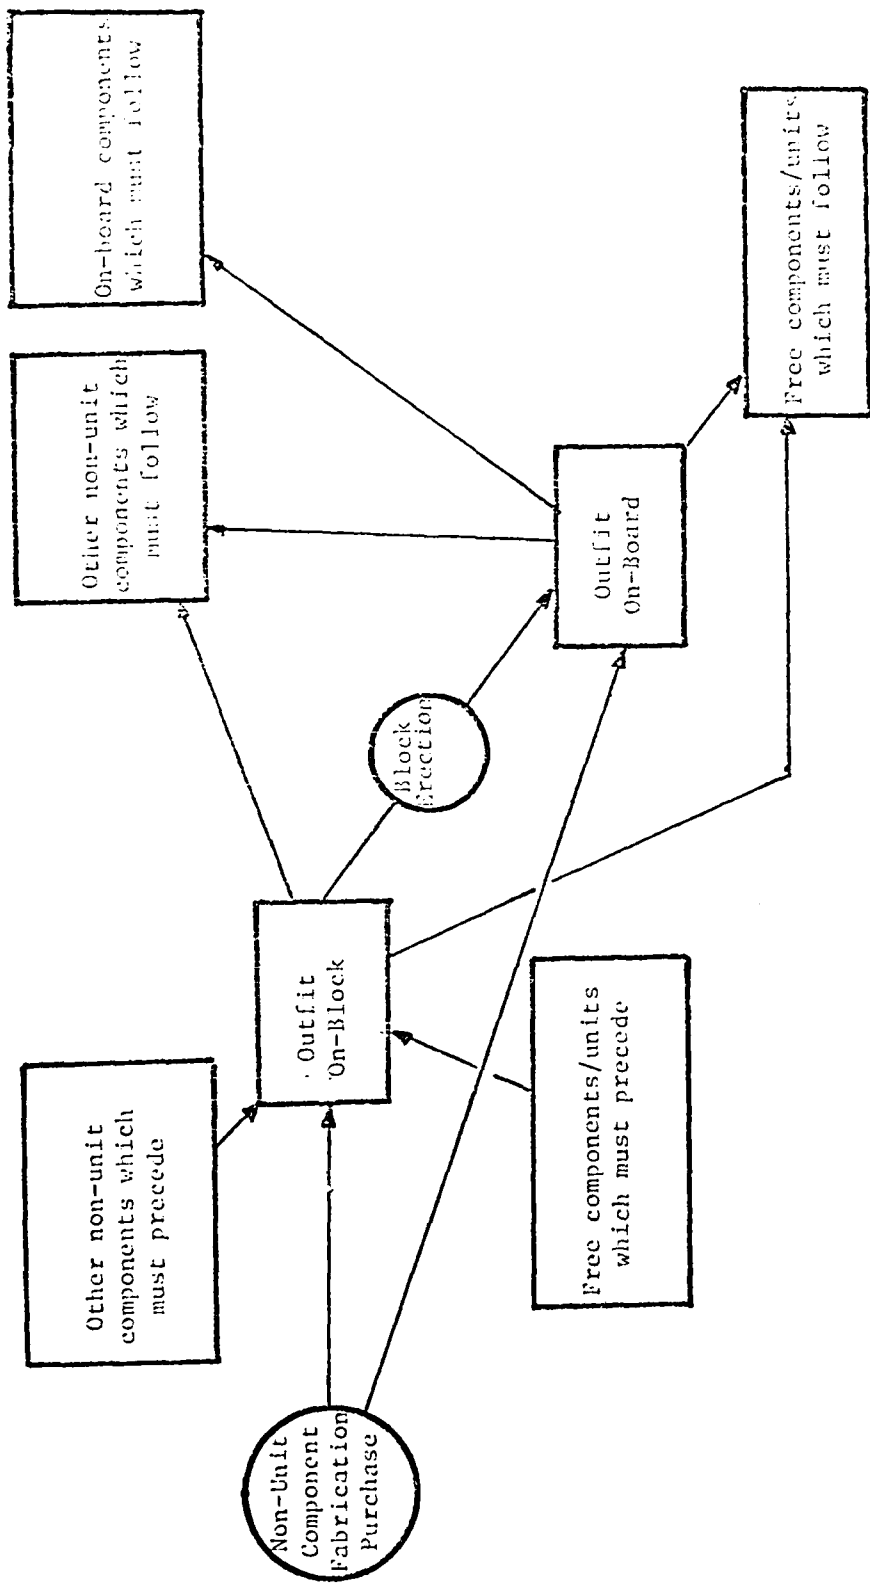 Non-Unit
Component
Fabrication
Purchase
Other non-unit
components which
must precede
Free components/units
which must precede
Outfit
On-Block
Block
Erection
Outfit
On-Board
Other non-unit
components which
must follow
On-board components
which must follow
Free components/units
which must follow